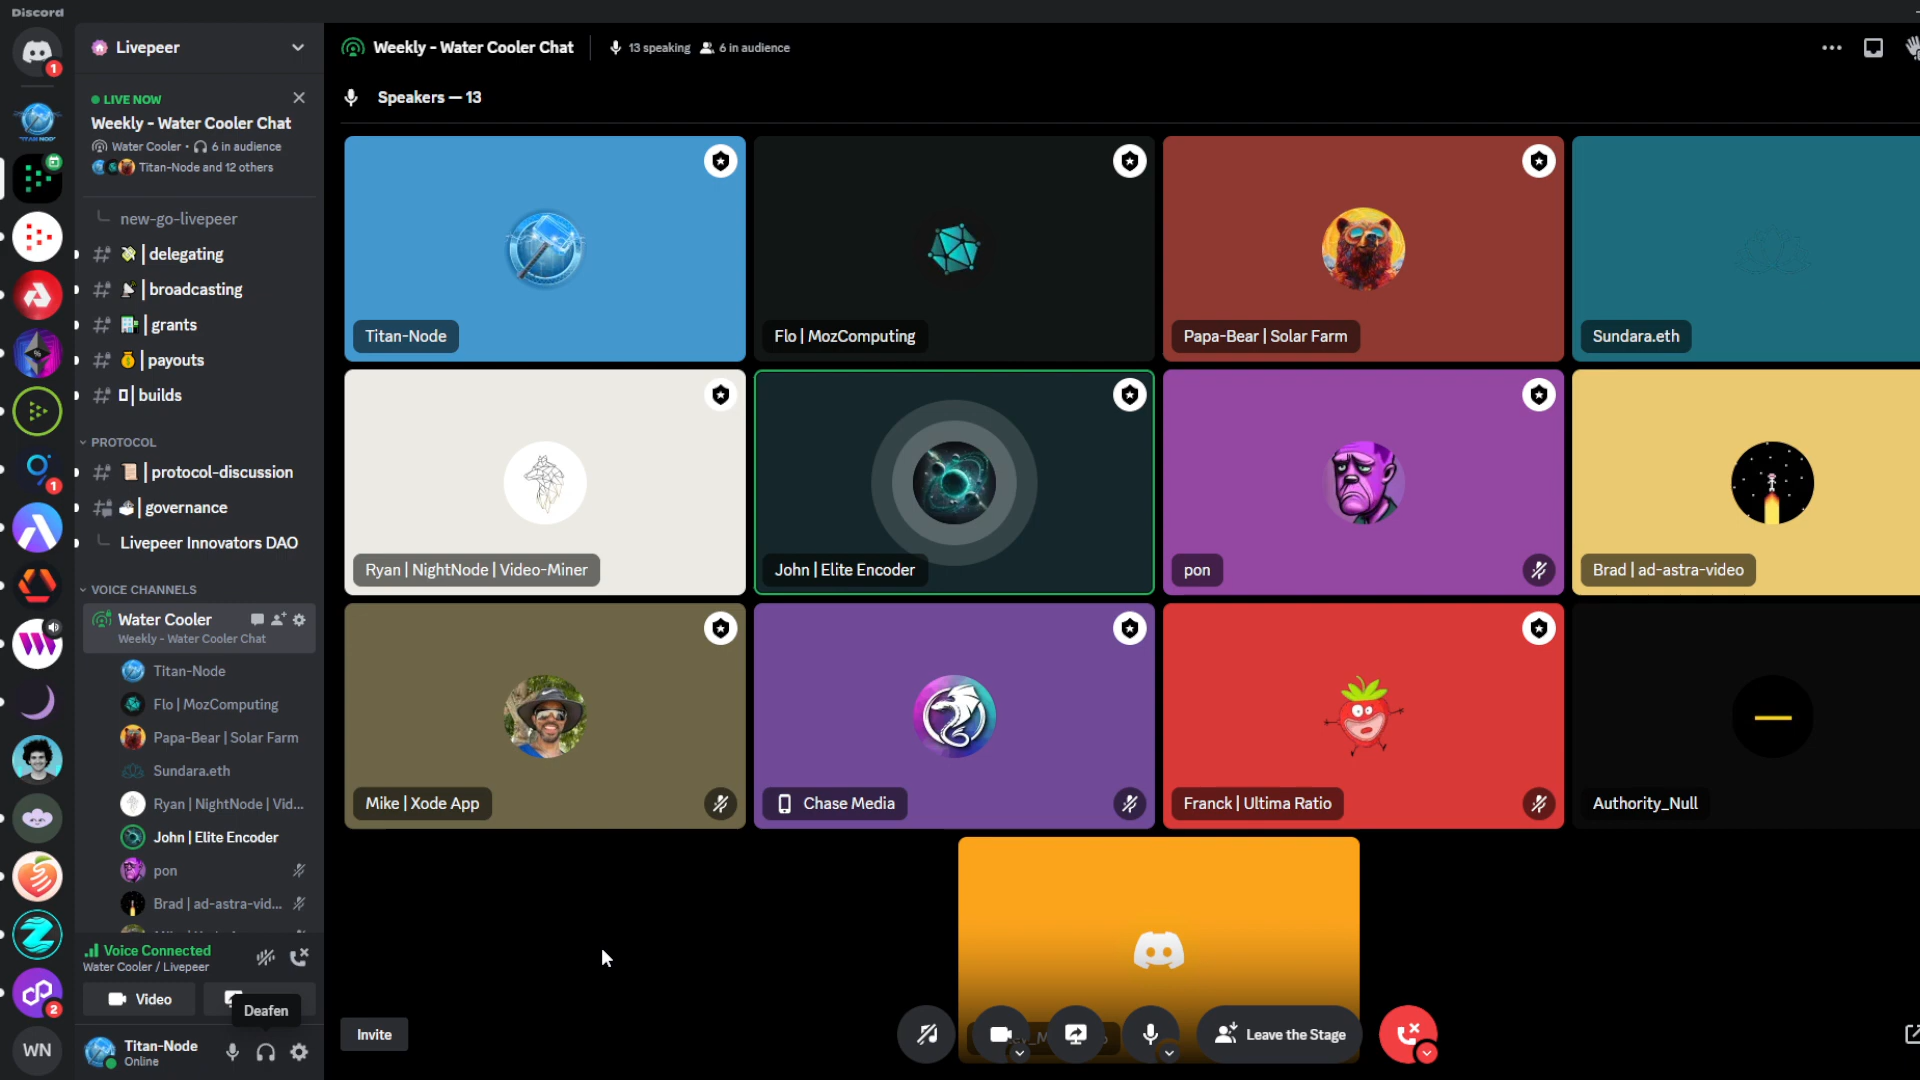 Discord
Livepeer
LIVE NOW
Weekly - Water Cooler Chat
Water Cooler • 6 in audience
Titan-Node and 12 others
new-go-livepeer
delegating
broadcasting
grants
payouts
builds
PROTOCOL
protocol-discussion
governance
Livepeer Innovators DAO
VOICE CHANNELS
Water Cooler
Weekly - Water Cooler Chat
Titan-Node
Flo | MozComputing
Papa-Bear | Solar Farm
Sundara.eth
Ryan | NightNode | Vid...
John | Elite Encoder
pon
Brad | ad-astra-vid...
Voice Connected
Water Cooler / Livepeer
Video
Deafen
WN
Titan-Node
Online
Weekly - Water Cooler Chat
13 speaking 6 in audience
Speakers — 13
Titan-Node
Flo | MozComputing
Papa-Bear | Solar Farm
Sundara.eth
Ryan | NightNode | Video-Miner
John | Elite Encoder
pon
Brad | ad-astra-video
Mike | Xode App
Chase Media
Franck | Ultima Ratio
Authority_Null
Invite
Leave the Stage
1
1
2